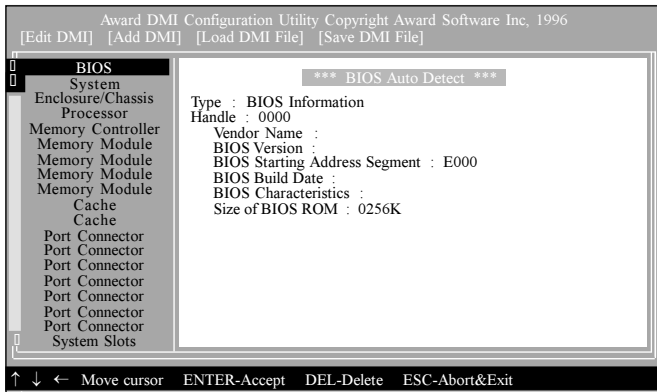 Award DMI Configuration Utility Copyright Award Software Inc, 1996
[Edit DMI] [Add DMI] [Load DMI File] [Save DMI File]
BIOS
System
Enclosure/Chassis
Processor
Memory Controller
Memory Module
Memory Module
Memory Module
Memory Module
Cache
Cache
Port Connector
Port Connector
Port Connector
Port Connector
Port Connector
Port Connector
Port Connector
System Slots
*** BIOS Auto Detect ***
Type : BIOS Information
Handle : 0000
Vendor Name :
BIOS Version :
BIOS Starting Address Segment : E000
BIOS Build Date :
BIOS Characteristics :
Size of BIOS ROM : 0256K
↑ ↓ ← Move cursor ENTER-Accept DEL-Delete ESC-Abort&Exit